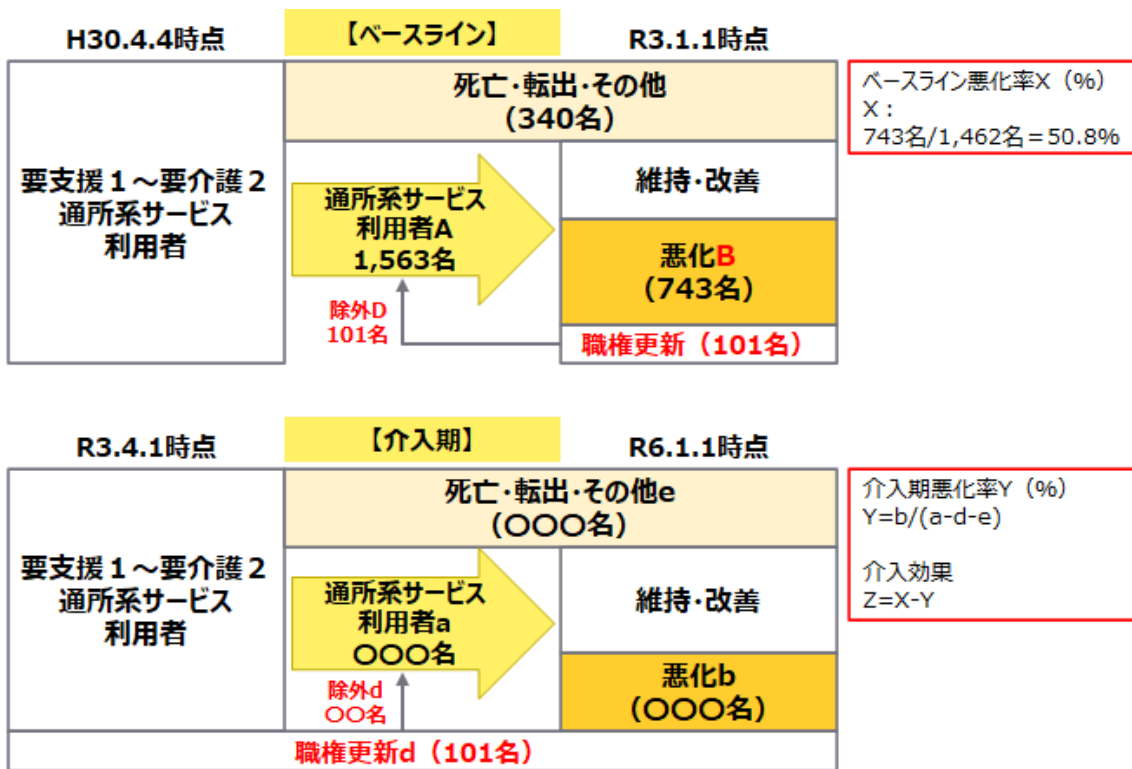 H30.4.4時点
【ベースライン】
R3.1.1時点
死亡・転出・その他
(340名)
要支援１～要介護２
通所系サービス
利用者
通所系サービス
利用者A
1,563名
維持・改善
悪化B
(743名)
除外D
101名
職権更新（101名）
ベースライン悪化率X（%）
X：
743名/1,462名＝50.8%
R3.4.1時点
【介入期】
R6.1.1時点
死亡・転出・その他e
(〇〇〇名)
要支援１～要介護２
通所系サービス
利用者
通所系サービス
利用者a
〇〇〇名
維持・改善
悪化b
(〇〇〇名)
除外d
〇〇名
職権更新d（101名）
介入期悪化率Y（%）
Y=b/(a-d-e)
介入効果
Z=X-Y